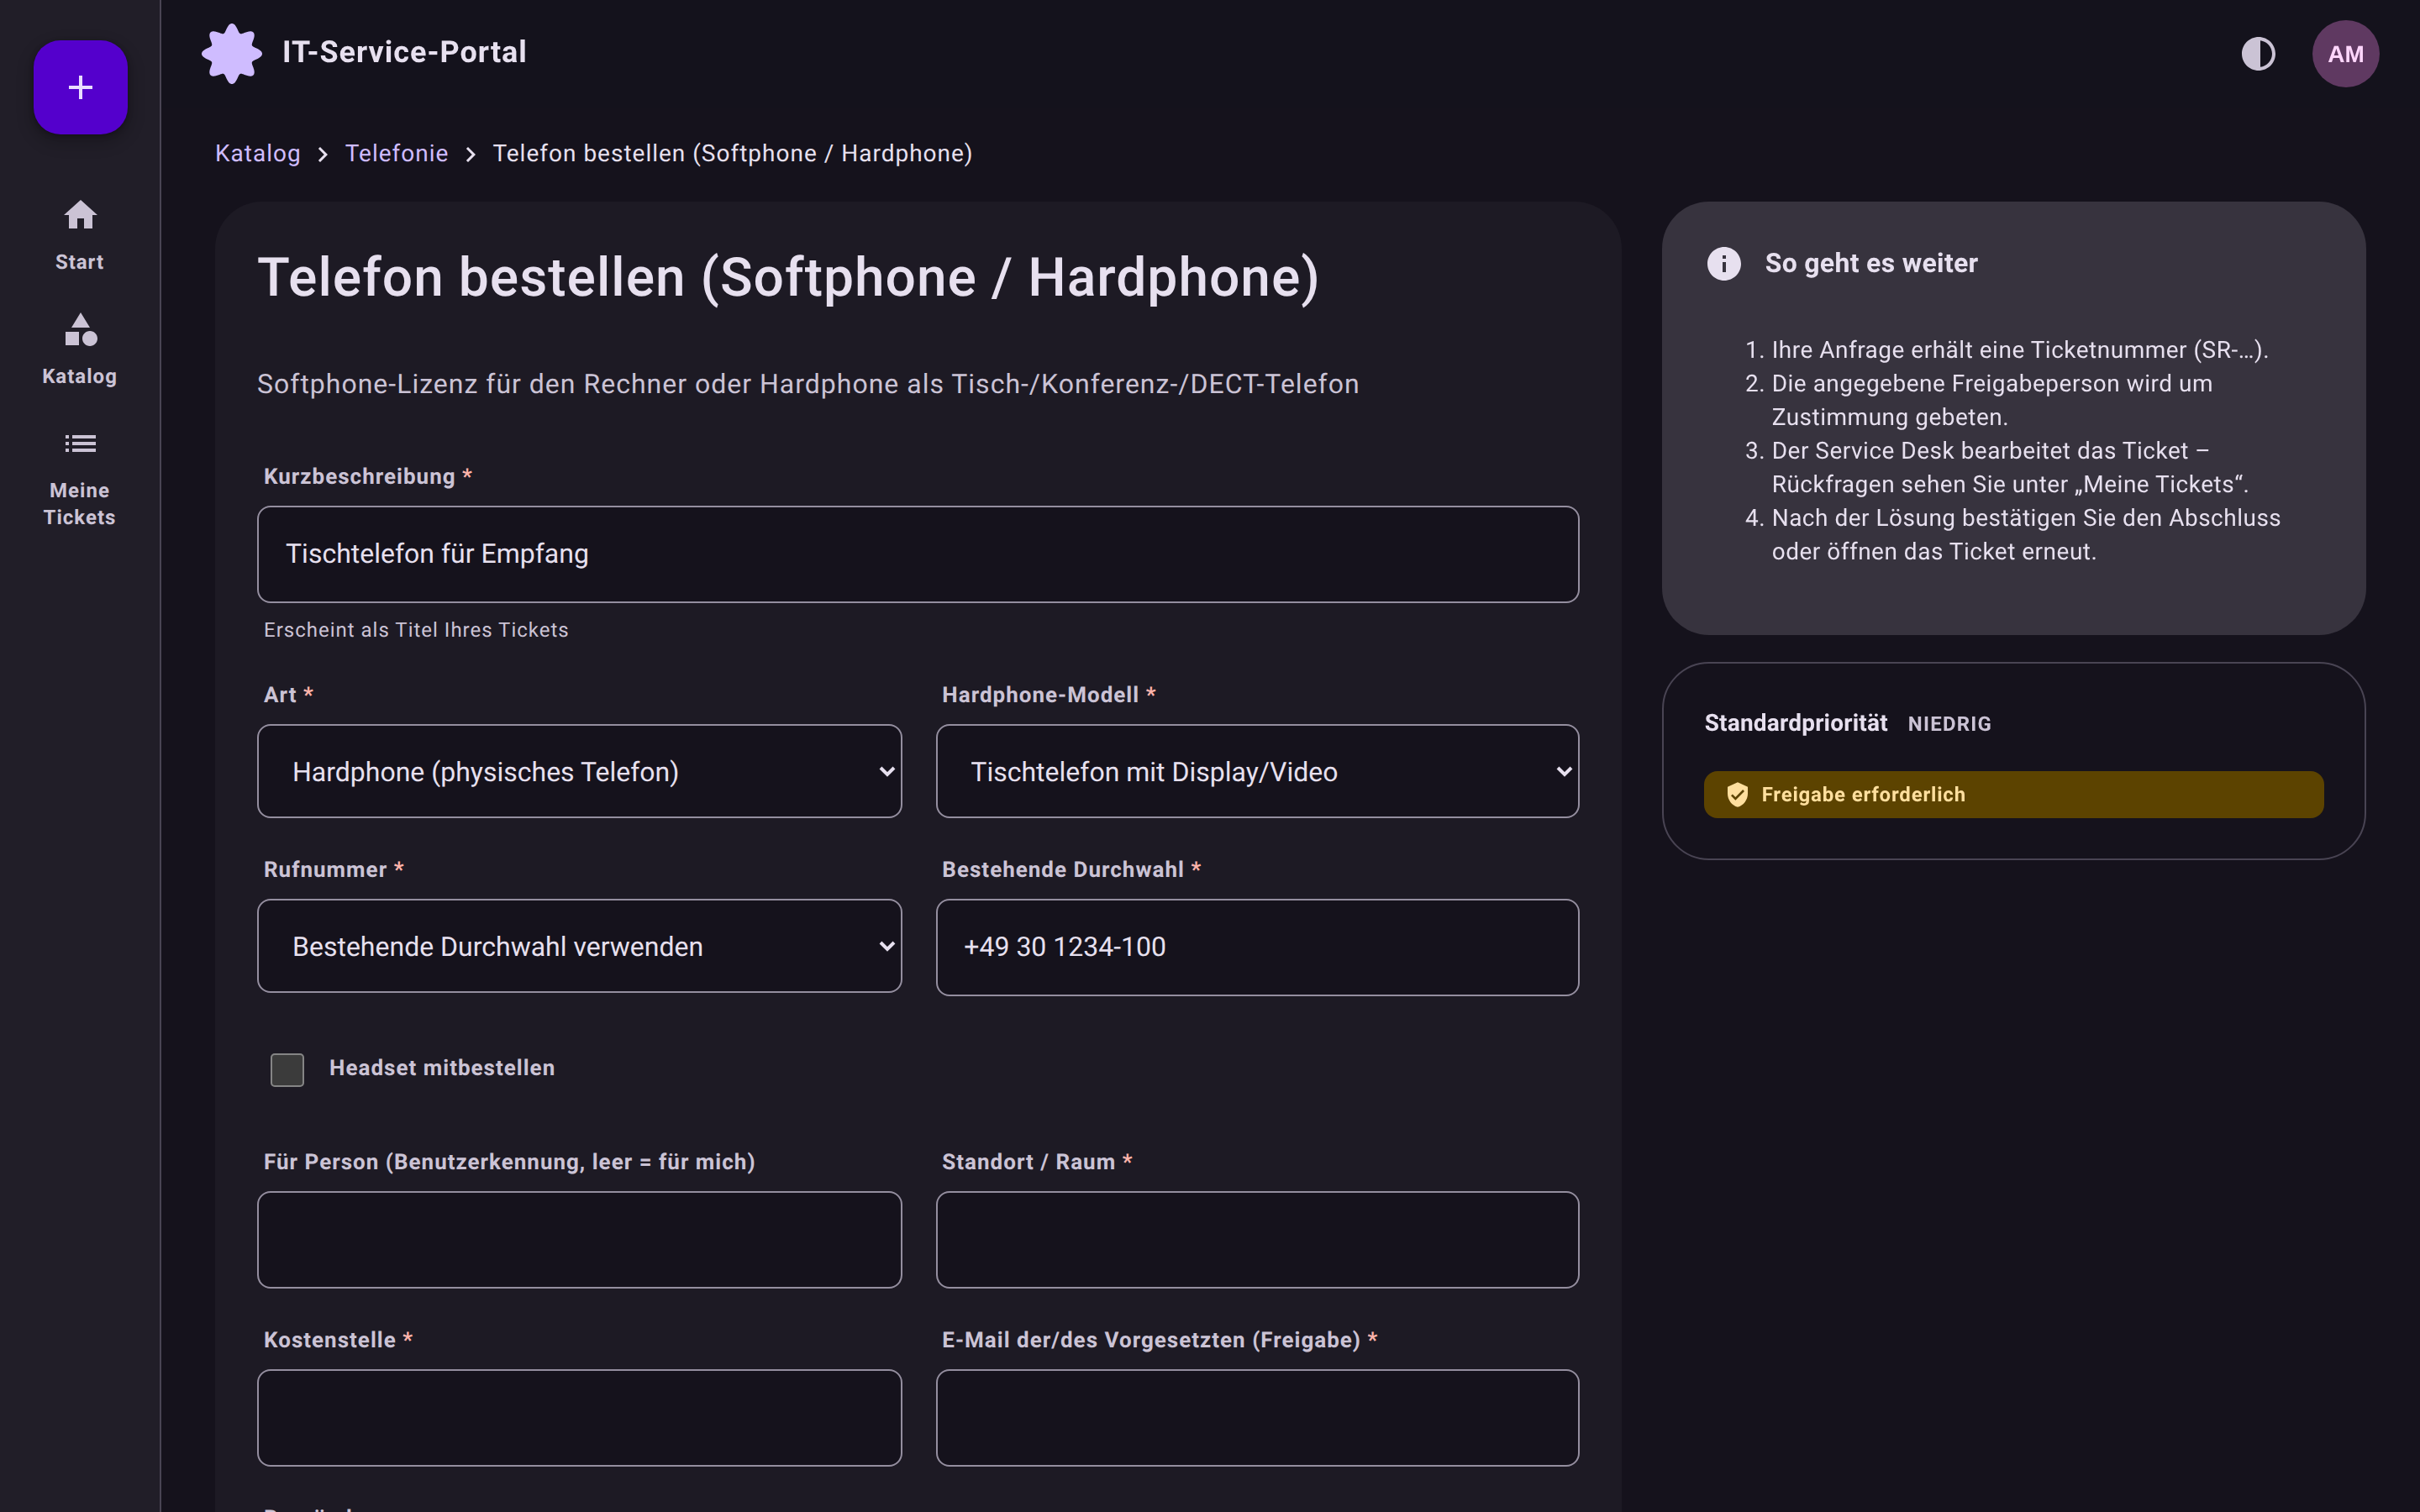 +
IT-Service-Portal
AM
Start
Katalog
Meine
Tickets
Katalog > Telefonie > Telefon bestellen (Softphone / Hardphone)
Telefon bestellen (Softphone / Hardphone)
Softphone-Lizenz für den Rechner oder Hardphone als Tisch-/Konferenz-/DECT-Telefon
Kurzbeschreibung *
Tischtelefon für Empfang
Erscheint als Titel Ihres Tickets
Art *
Hardphone (physisches Telefon)
Hardphone-Modell *
Tischtelefon mit Display/Video
Rufnummer *
Bestehende Durchwahl verwenden
Bestehende Durchwahl *
+49 30 1234-100
Headset mitbestellen
Für Person (Benutzerkennung, leer = für mich)
Standort / Raum *
Kostenstelle *
E-Mail der/des Vorgesetzten (Freigabe) *
So geht es weiter
1. Ihre Anfrage erhält eine Ticketnummer (SR-…).
2. Die angegebene Freigabeperson wird um
Zustimmung gebeten.
3. Der Service Desk bearbeitet das Ticket –
Rückfragen sehen Sie unter „Meine Tickets“.
4. Nach der Lösung bestätigen Sie den Abschluss
oder öffnen das Ticket erneut.
Standardpriorität NIEDRIG
Freigabe erforderlich